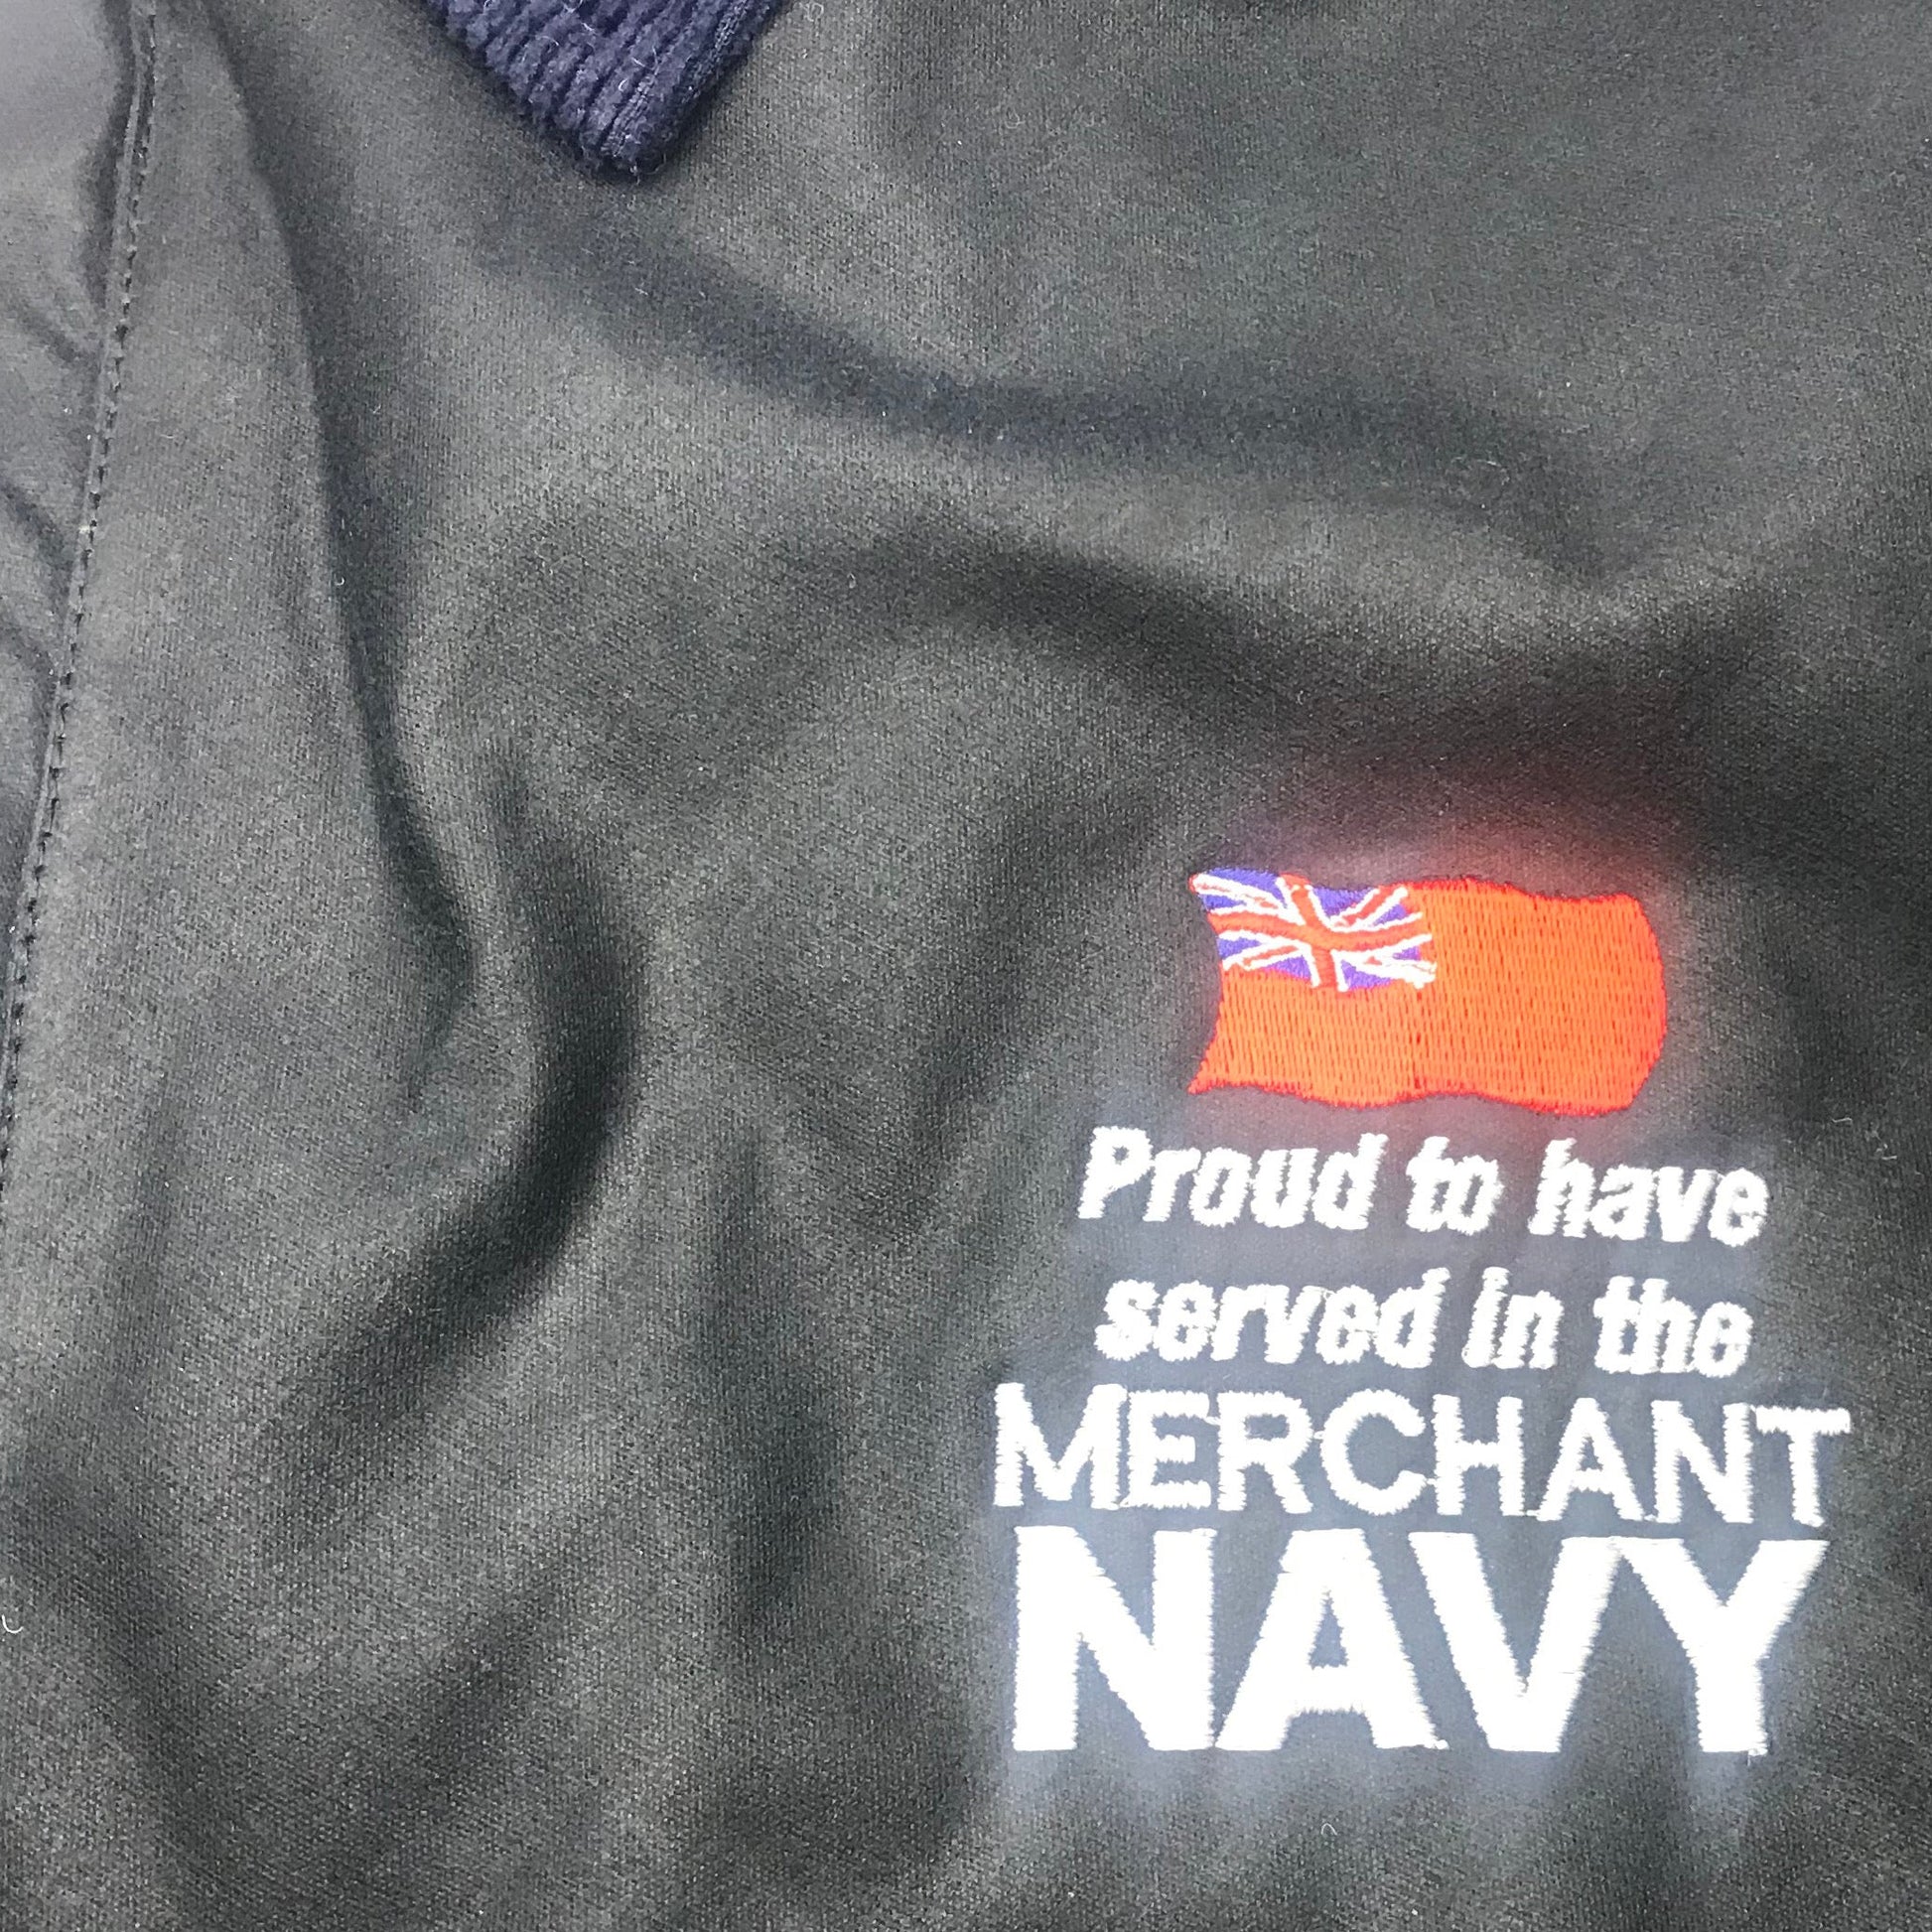 Proud to have
served in the
MERCHANT
NAVY